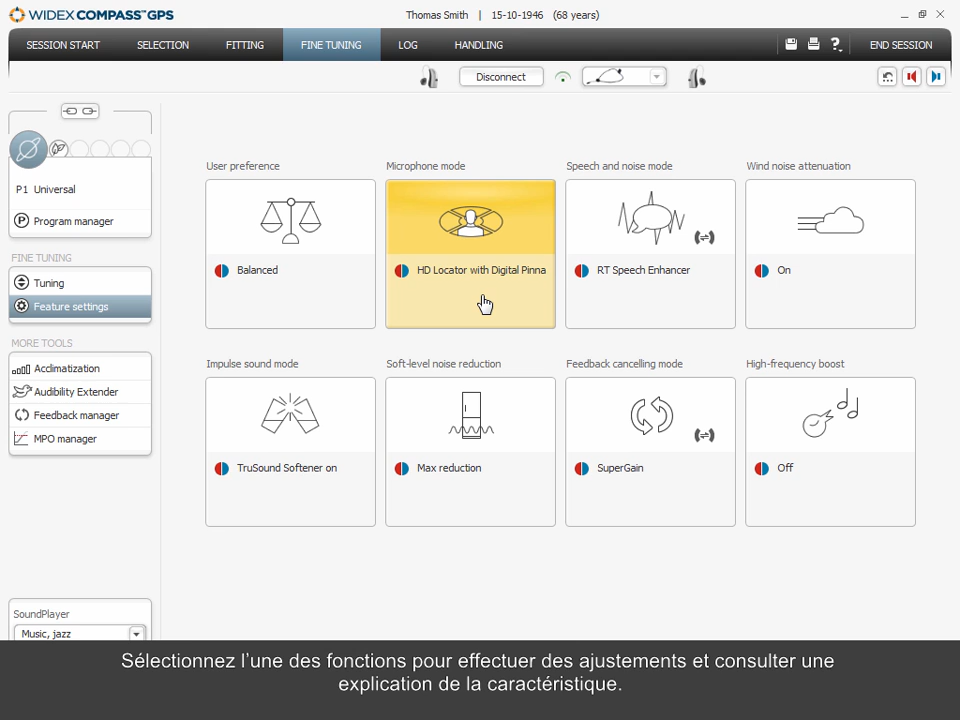 WIDEX COMPASS™ GPS
Thomas Smith | 15-10-1946 (68 years)
SESSION START SELECTION FITTING FINE TUNING LOG HANDLING ? END SESSION
Disconnect
P1 Universal
P Program manager
FINE TUNING
Tuning
Feature settings
MORE TOOLS
Acclimatization
Audibility Extender
Feedback manager
MPO manager
SoundPlayer
Music, jazz
User preference Microphone mode Speech and noise mode Wind noise attenuation
Balanced HD Locator with Digital Pinna RT Speech Enhancer On
Impulse sound mode Soft-level noise reduction Feedback cancelling mode High-frequency boost
TruSound Softener on Max reduction SuperGain Off
Sélectionnez l'une des fonctions pour effectuer des ajustements et consulter une
explication de la caractéristique.